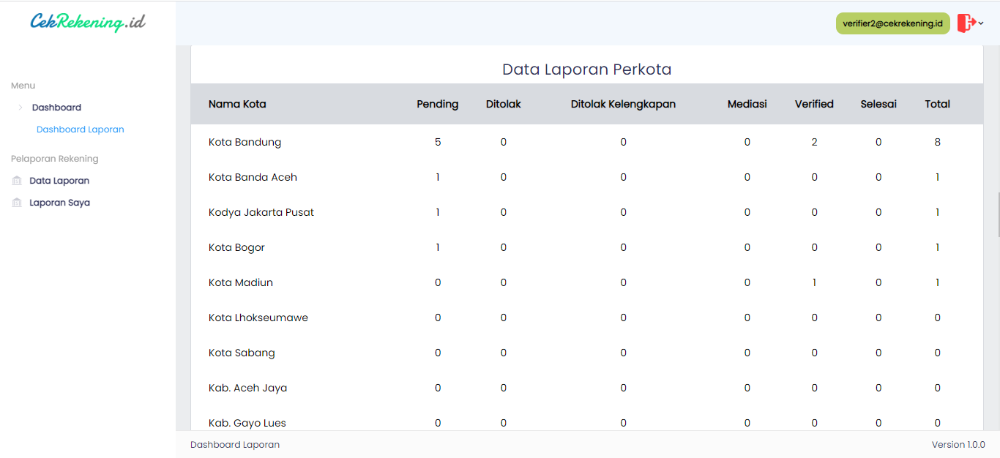 CekRekening.id
verifier2@cekrekening.id
Menu
Dashboard
Dashboard Laporan
Pelaporan Rekening
Data Laporan
Laporan Saya
Data Laporan Perkota
Nama Kota Pending Ditolak Ditolak Kelengkapan Mediasi Verified Selesai Total
Kota Bandung 5 0 0 0 2 0 8
Kota Banda Aceh 1 0 0 0 0 0 1
Kodya Jakarta Pusat 1 0 0 0 0 0 1
Kota Bogor 1 0 0 0 0 0 1
Kota Madiun 0 0 0 0 1 0 1
Kota Lhokseumawe 0 0 0 0 0 0 0
Kota Sabang 0 0 0 0 0 0 0
Kab. Aceh Jaya 0 0 0 0 0 0 0
Kab. Gayo Lues 0 0 0 0 0 0 0
Dashboard Laporan
Version 1.0.0